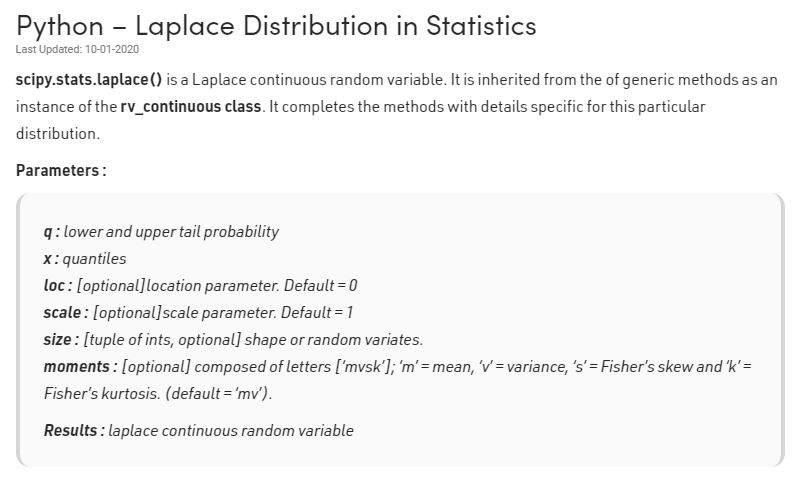 Python – Laplace Distribution in Statistics
Last Updated: 10-01-2020
scipy.stats.laplace() is a Laplace continuous random variable. It is inherited from the of generic methods as an
instance of the rv_continuous class. It completes the methods with details specific for this particular
distribution.
Parameters :
q : lower and upper tail probability
x : quantiles
loc : [optional]location parameter. Default = 0
scale : [optional]scale parameter. Default = 1
size : [tuple of ints, optional] shape or random variates.
moments : [optional] composed of letters [‘mvsk’]; ‘m’ = mean, ‘v’ = variance, ‘s’ = Fisher’s skew and ‘k’ =
Fisher’s kurtosis. (default = ‘mv’).
Results : laplace continuous random variable